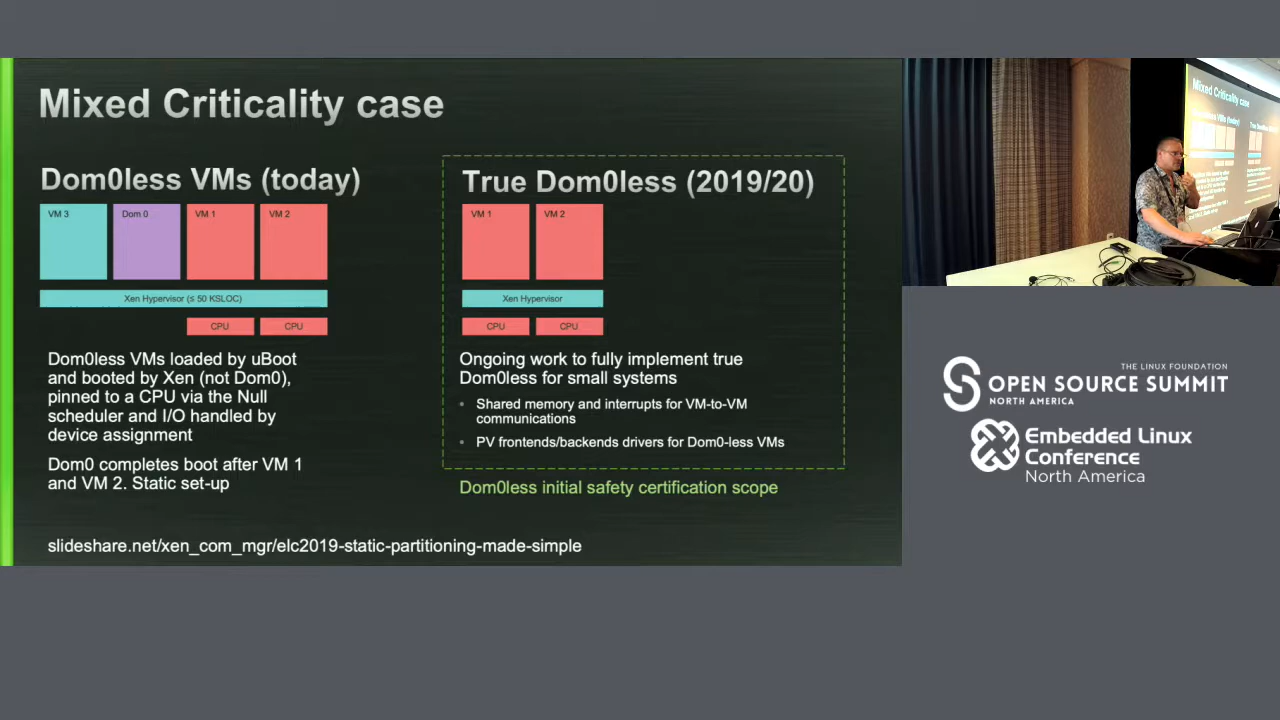 Mixed Criticality case
Dom0less VMs (today)
VM 3
Dom 0
VM 1
VM 2
Xen Hypervisor (≤ 50 KSLOC)
CPU
CPU
Dom0less VMs loaded by uBoot
and booted by Xen (not Dom0),
pinned to a CPU via the Null
scheduler and I/O handled by
device assignment
Dom0 completes boot after VM 1
and VM 2. Static set-up
True Dom0less (2019/20)
VM 1
VM 2
Xen Hypervisor
CPU
CPU
Ongoing work to fully implement true
Dom0less for small systems
• Shared memory and interrupts for VM-to-VM
communications
• PV frontends/backends drivers for Dom0-less VMs
Dom0less initial safety certification scope
slideshare.net/xen_com_mgr/elc2019-static-partitioning-made-simple
Mixed Criticality case
THE LINUX FOUNDATION
OPEN SOURCE SUMMIT
NORTH AMERICA
Embedded Linux
Conference
North America